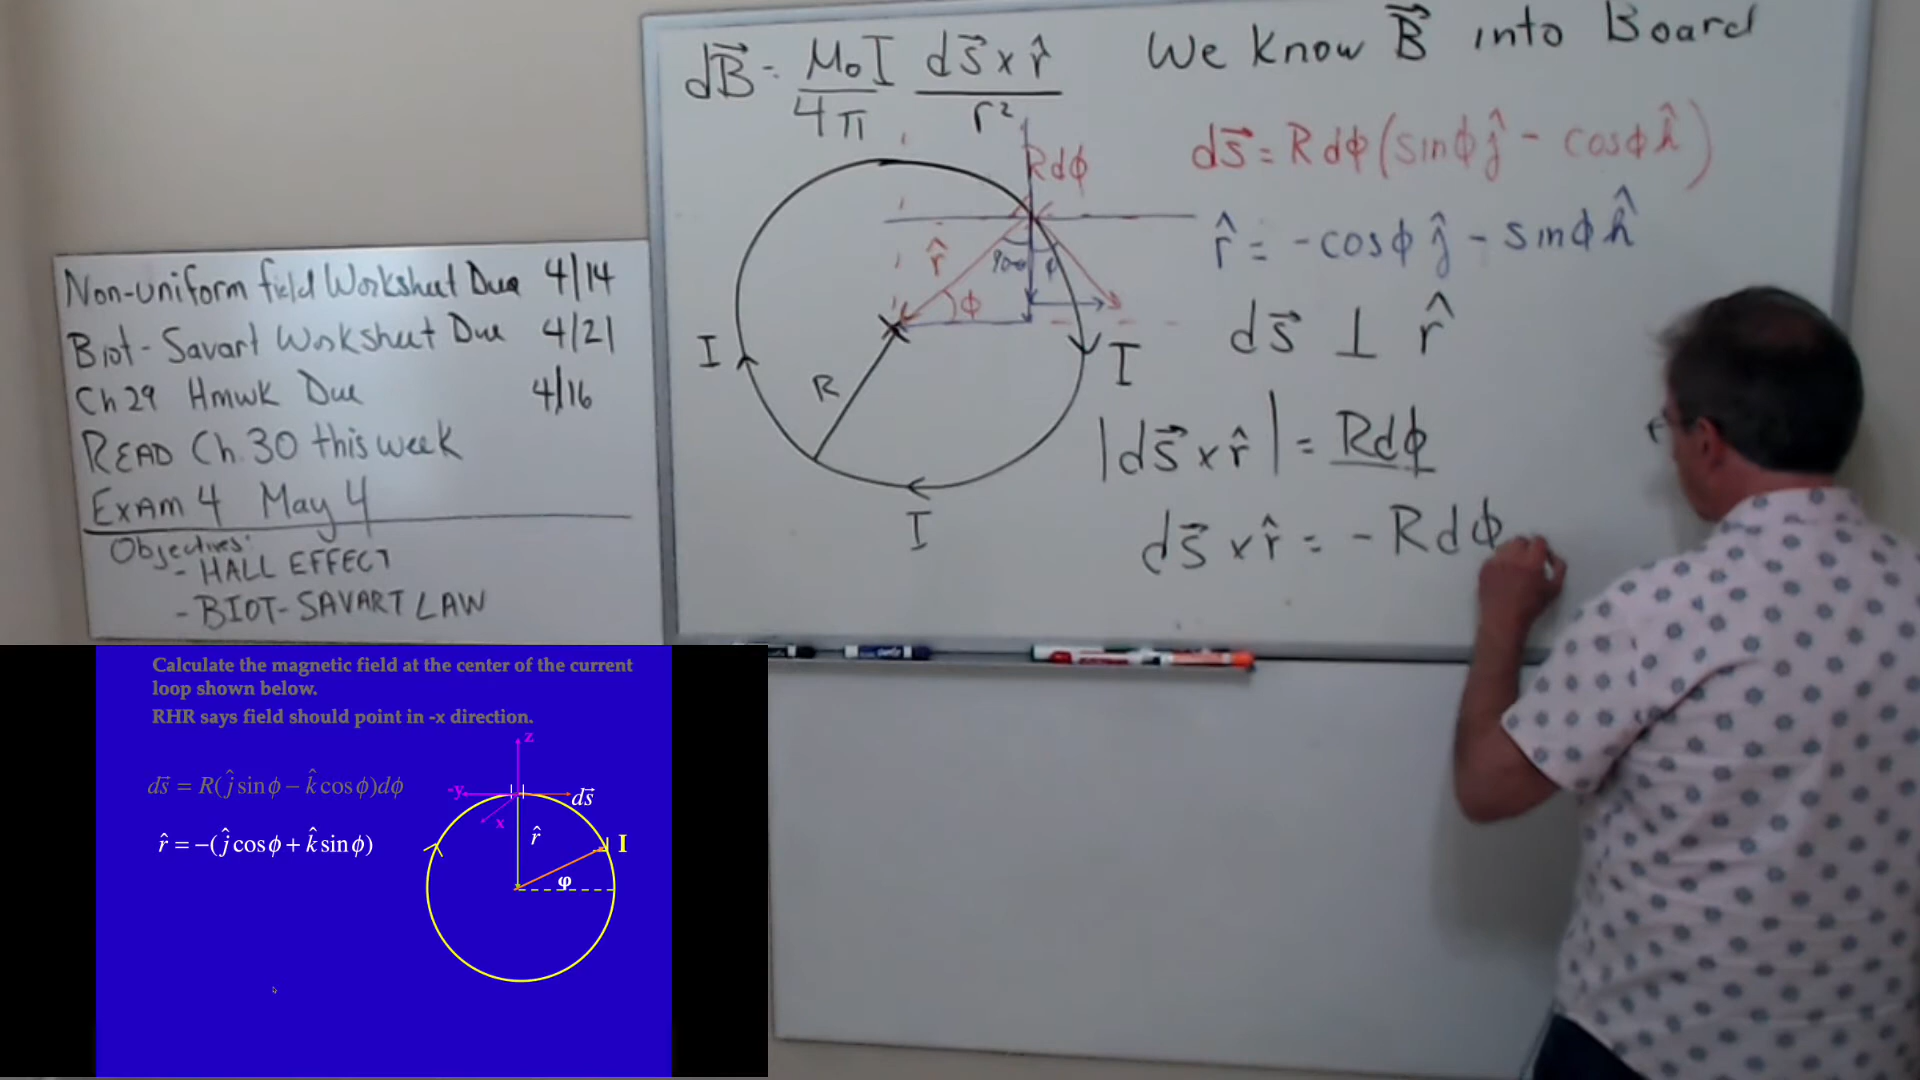 Non-uniform field Worksheet Due 4/14
Biot-Savart Worksheet Due 4/21
Ch 29 Hmwk Due 4/16
READ Ch. 30 this week
EXAM 4 May 4
Objectives:
- HALL EFFECT
- BIOT-SAVART LAW
dB⃗ = μ₀I/4π ds⃗ × r̂/r²
We know B⃗ into Board
ds⃗ = Rdφ(sinφ ĵ - cosφ k̂)
r̂ = -cosφ ĵ - sinφ k̂
ds⃗ ⊥ r̂
|ds⃗ × r̂| = Rdφ
ds⃗ × r̂ = - Rdφ
Rdφ
r̂
φ
R
I
I
I
Calculate the magnetic field at the center of the current
loop shown below.
RHR says field should point in -x direction.
ds⃗ = R(ĵ sinφ − k̂ cosφ)dφ
r̂ = −(ĵ cosφ + k̂ sinφ)
z
-y
x
ds⃗
r̂
I
φ